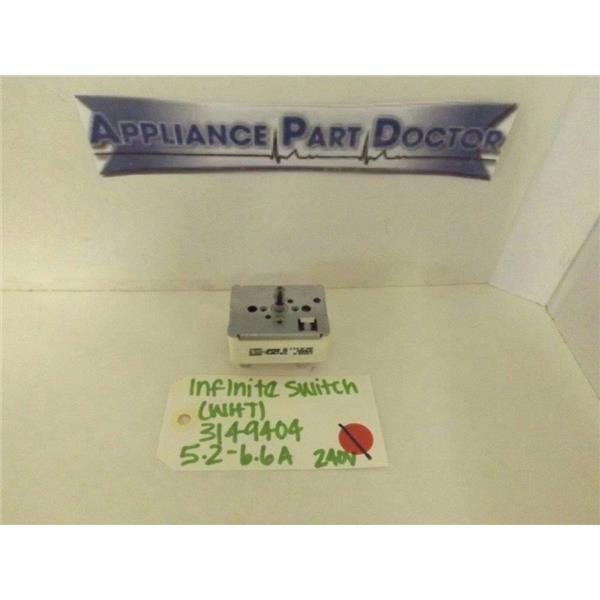 APPLIANCE PART DOCTOR
Infinite switch
(WHT)
3149404
5.2-6.6A 240V